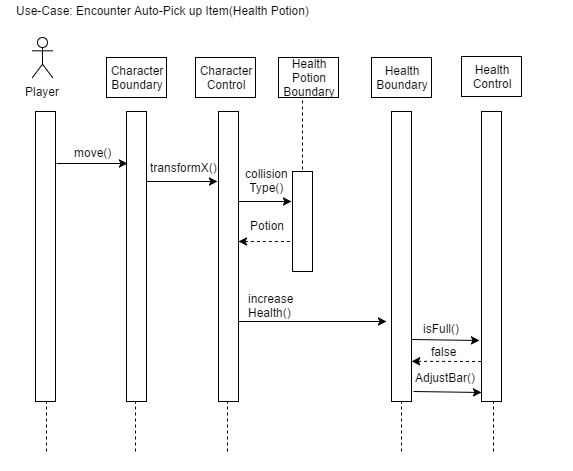 Use-Case: Encounter Auto-Pick up Item(Health Potion)
Player
Character
Boundary
Character
Control
Health
Potion
Boundary
Health
Boundary
Health
Control
move()
transformX()
collision
Type()
Potion
increase
Health()
isFull()
false
AdjustBar()